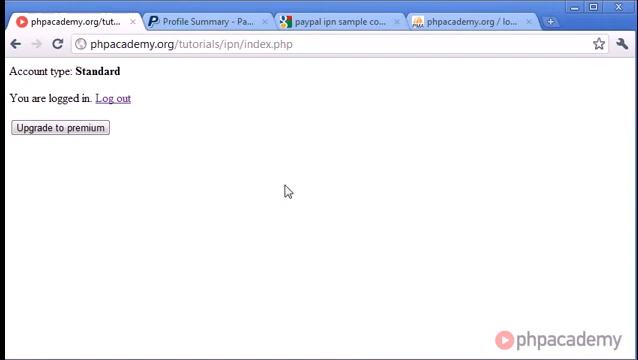 phpacademy.org/tut...
Profile Summary - Pa...
paypal ipn sample co...
phpacademy.org / lo...
phpacademy.org/tutorials/ipn/index.php
Account type: Standard
You are logged in. Log out
Upgrade to premium
phpacademy